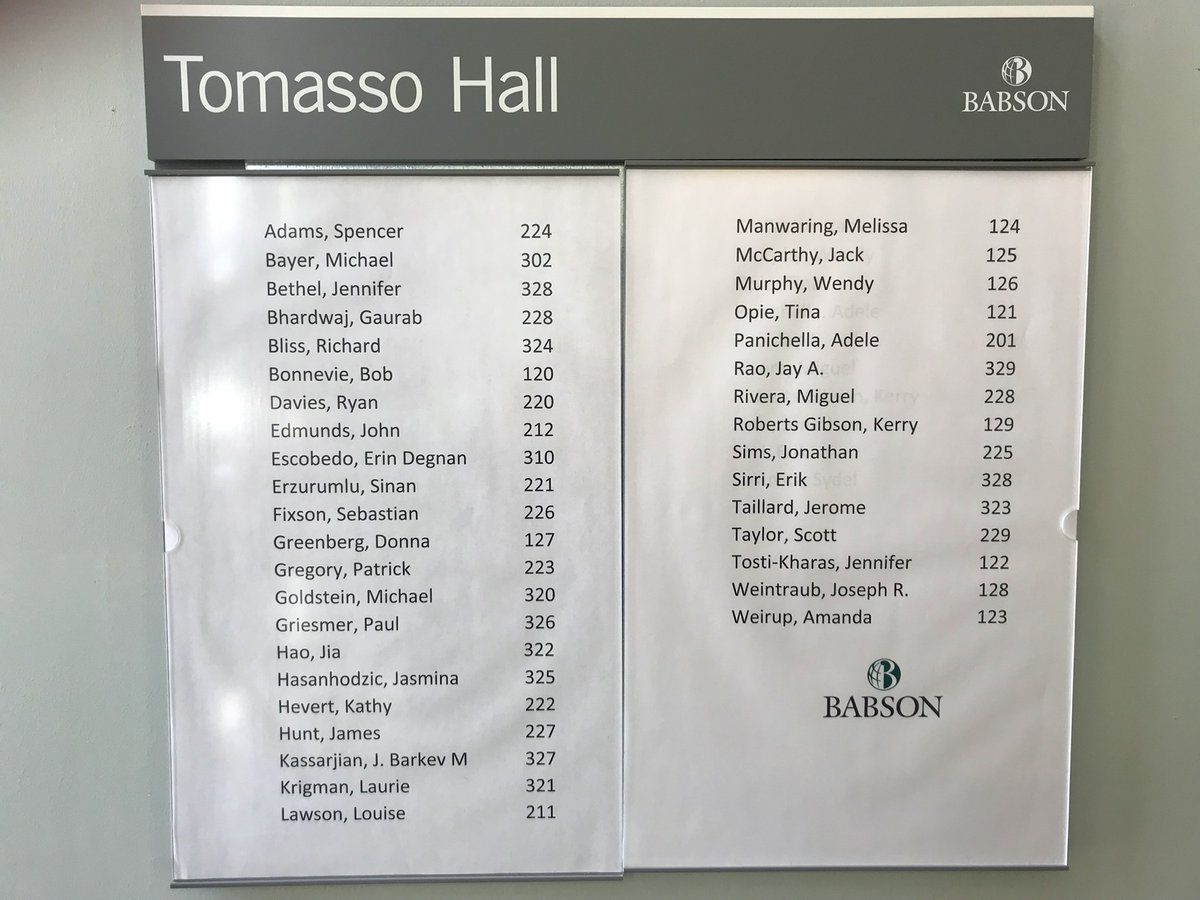 Tomasso Hall
BABSON
Adams, Spencer 224
Bayer, Michael 302
Bethel, Jennifer 328
Bhardwaj, Gaurab 228
Bliss, Richard 324
Bonnevie, Bob 120
Davies, Ryan 220
Edmunds, John 212
Escobedo, Erin Degnan 310
Erzurumlu, Sinan 221
Fixson, Sebastian 226
Greenberg, Donna 127
Gregory, Patrick 223
Goldstein, Michael 320
Griesmer, Paul 326
Hao, Jia 322
Hasanhodzic, Jasmina 325
Hevert, Kathy 222
Hunt, James 227
Kassarjian, J. Barkev M 327
Krigman, Laurie 321
Lawson, Louise 211
Manwaring, Melissa 124
McCarthy, Jack 125
Murphy, Wendy 126
Opie, Tina 121
Panichella, Adele 201
Rao, Jay A. 329
Rivera, Miguel 228
Roberts Gibson, Kerry 129
Sims, Jonathan 225
Sirri, Erik 328
Taillard, Jerome 323
Taylor, Scott 229
Tosti-Kharas, Jennifer 122
Weintraub, Joseph R. 128
Weirup, Amanda 123
BABSON